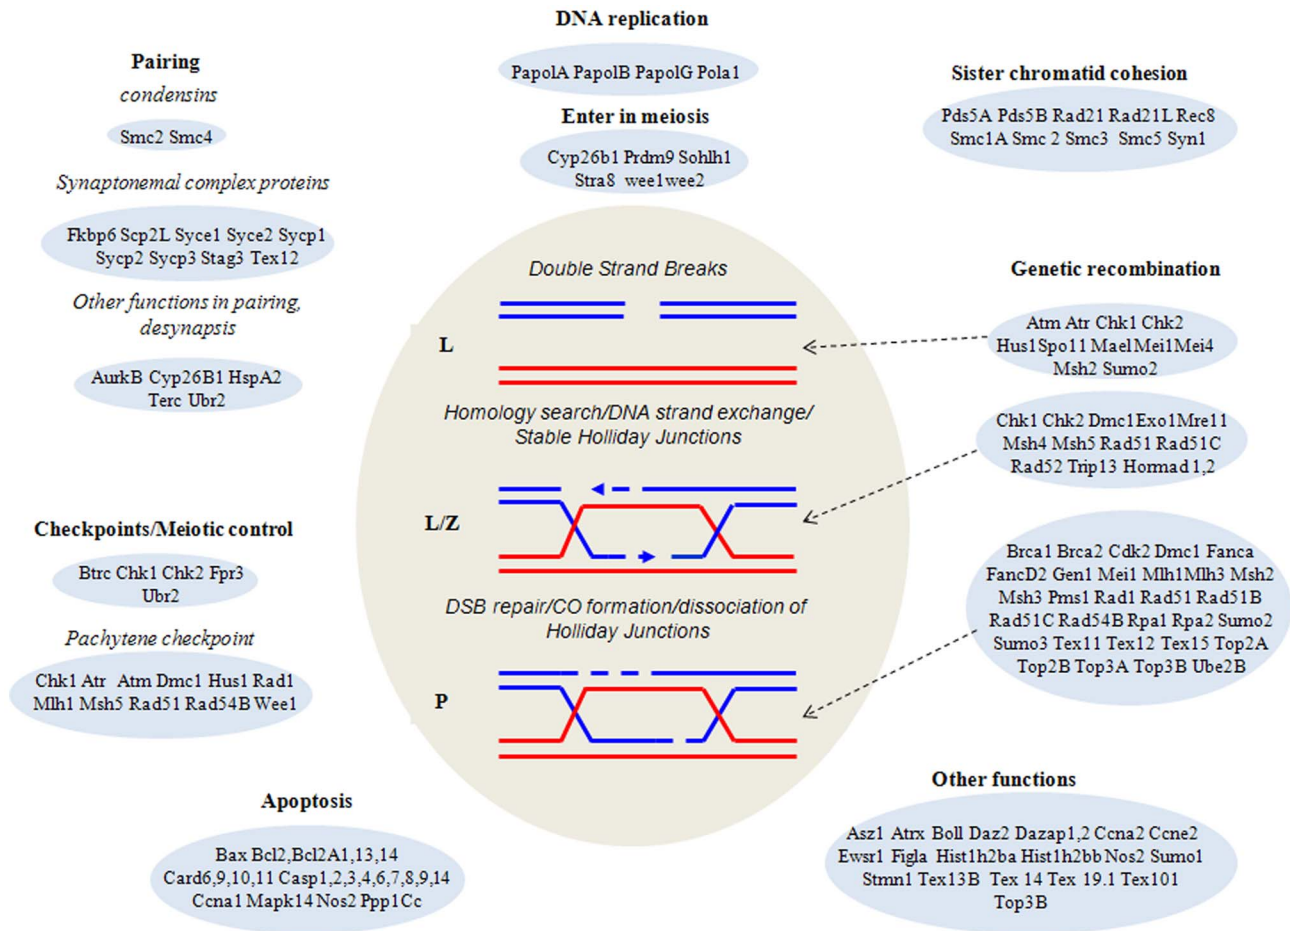 DNA replication
PapolA PapolB PapolG Pola1
Enter in meiosis
Cyp26b1 Prdm9 Sohlh1
Stra8 wee1wee2
Pairing
condensins
Smc2 Smc4
Synaptonemal complex proteins
Fkbp6 Scp2L Syce1 Syce2 Sycp1
Sycp2 Sycp3 Stag3 Tex12
Other functions in pairing,
desynapsis
AurkB Cyp26B1 HspA2
Terc Ubr2
Checkpoints/Meiotic control
Btrc Chk1 Chk2 Fpr3
Ubr2
Pachytene checkpoint
Chk1 Atr Atm Dmc1 Hus1 Rad1
Mlh1 Msh5 Rad51 Rad54B Wee1
Apoptosis
Bax Bcl2,Bcl2A1,13,14
Card6,9,10,11 Casp1,2,3,4,6,7,8,9,14
Ccna1 Mapk14 Nos2 Ppp1Cc
Double Strand Breaks
L
Homology search/DNA strand exchange/
Stable Holliday Junctions
L/Z
DSB repair/CO formation/dissociation of
Holliday Junctions
P
Sister chromatid cohesion
Pds5A Pds5B Rad21 Rad21L Rec8
Smc1A Smc 2 Smc3 Smc5 Syn1
Genetic recombination
Atm Atr Chk1 Chk2
Hus1Spo11 MaelMei1Mei4
Msh2 Sumo2
Chk1 Chk2 Dmc1Exo1Mre11
Msh4 Msh5 Rad51 Rad51C
Rad52 Trip13 Hormad 1,2
Brca1 Brca2 Cdk2 Dmc1 Fanca
FancD2 Gen1 Mei1 Mlh1Mlh3 Msh2
Msh3 Pms1 Rad1 Rad51 Rad51B
Rad51C Rad54B Rpa1 Rpa2 Sumo2
Sumo3 Tex11 Tex12 Tex15 Top2A
Top2B Top3A Top3B Ube2B
Other functions
Asz1 Atrx Boll Daz2 Dazap1,2 Ccna2 Ccne2
Ewsr1 Figla Hist1h2ba Hist1h2bb Nos2 Sumo1
Stmn1 Tex13B Tex 14 Tex 19.1 Tex101
Top3B